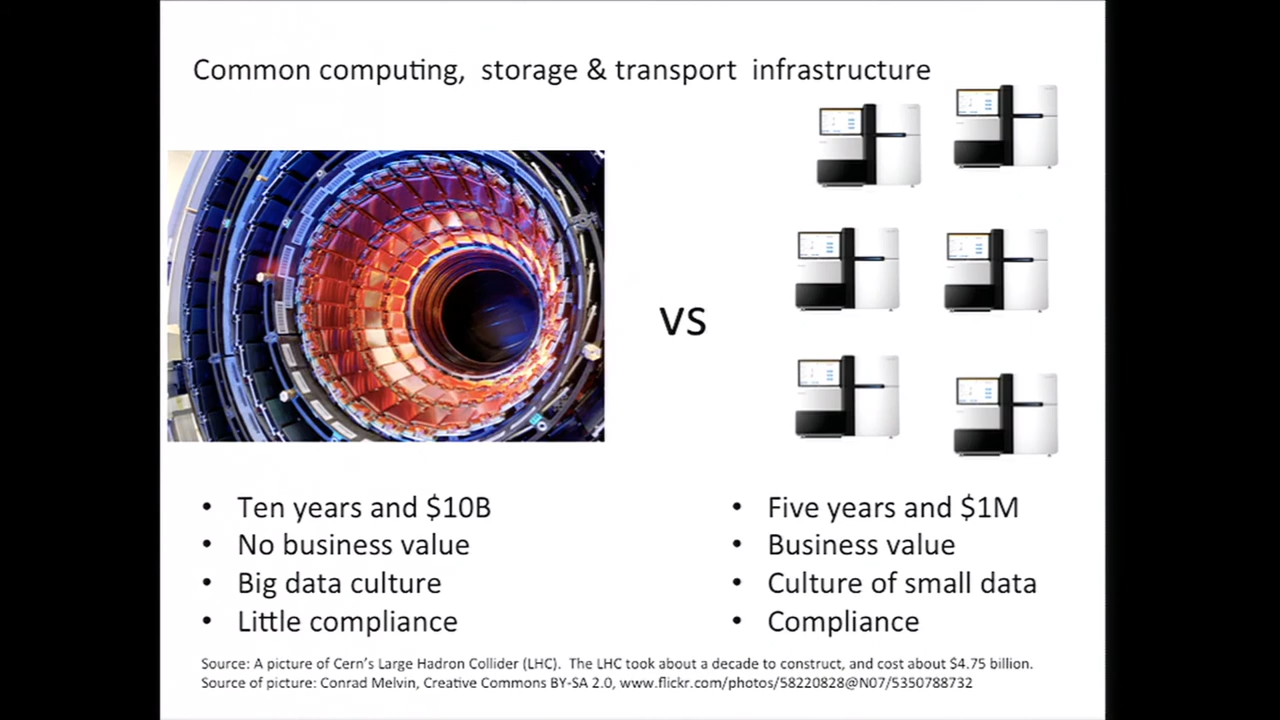 Common computing, storage & transport infrastructure
vs
• Ten years and $10B
• No business value
• Big data culture
• Little compliance
• Five years and $1M
• Business value
• Culture of small data
• Compliance
Source: A picture of Cern's Large Hadron Collider (LHC). The LHC took about a decade to construct, and cost about $4.75 billion.
Source of picture: Conrad Melvin, Creative Commons BY-SA 2.0, www.flickr.com/photos/58220828@N07/5350788732